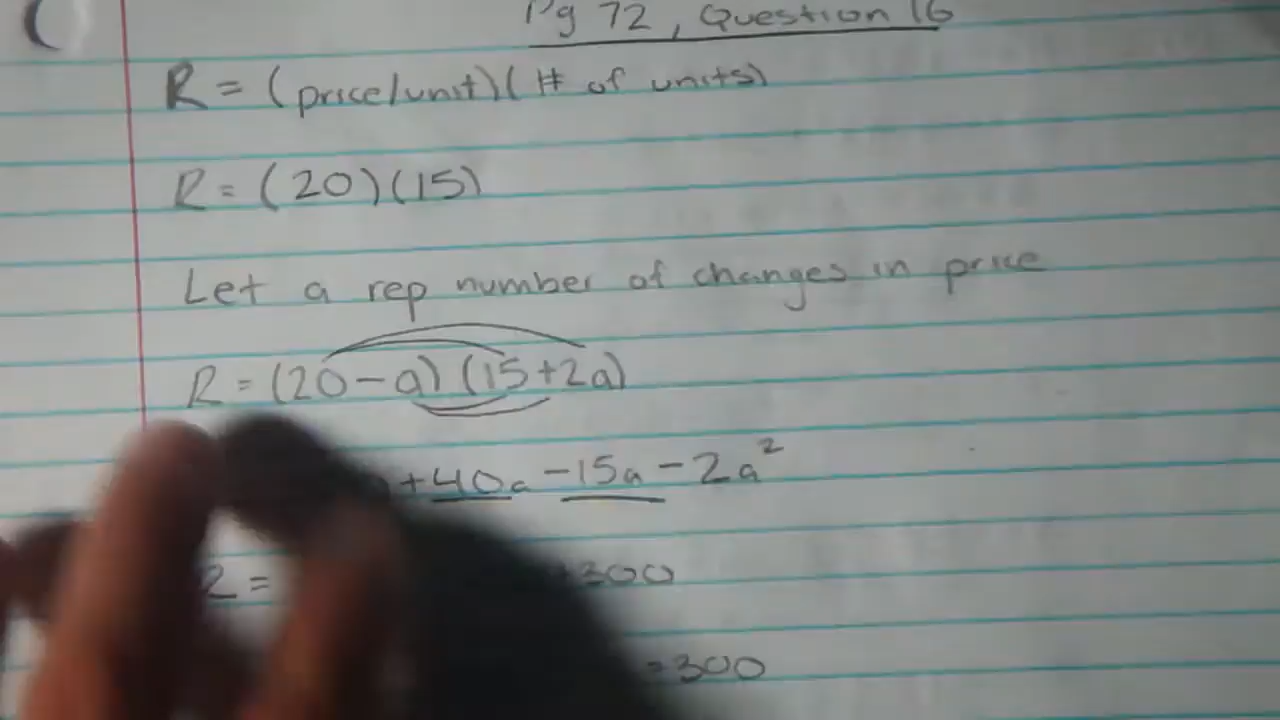 Pg 72, Question 16
R = (price/unit)(# of units)
R = (20)(15)
Let a rep number of changes in price
R = (20-a)(15+2a)
+40a -15a -2a²
R = 300
300